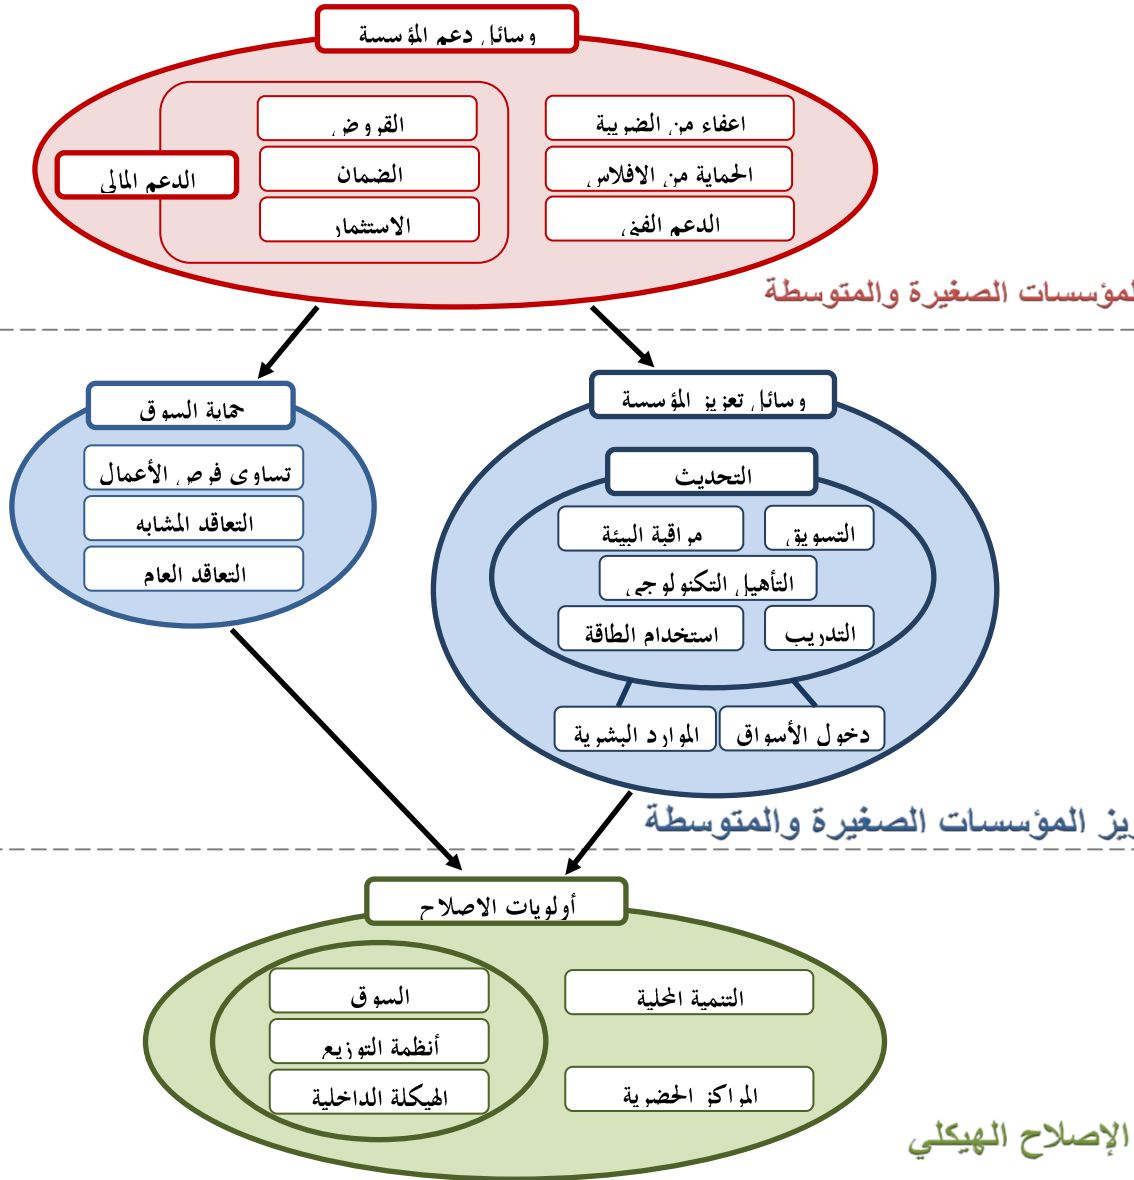 وسائل دعم المؤسسة
اعفاء من الضريبة
القروض
الحماية من الافلاس
الضمان
الدعم المالي
الدعم الفني
الاستثمار
المؤسسات الصغيرة والمتوسطة
وسائل تعزيز المؤسسة
حماية السوق
التحديث
تساوي فرص الأعمال
التسويق
مراقبة البيئة
التعاقد المشابه
التأهيل التكنولوجي
التعاقد العام
التدريب
استخدام الطاقة
دخول الأسواق
الموارد البشرية
المؤسسات الصغيرة والمتوسطة
أولويات الاصلاح
التنمية المحلية
السوق
أنظمة التوزيع
المراكز الحضرية
الهيكلة الداخلية
الإصلاح الهيكلي